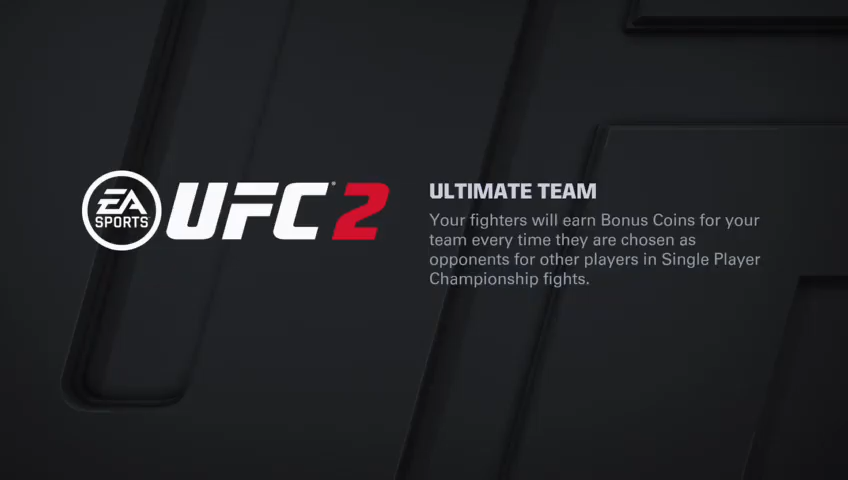 EA
SPORTS
UFC 2
ULTIMATE TEAM
Your fighters will earn Bonus Coins for your
team every time they are chosen as
opponents for other players in Single Player
Championship fights.